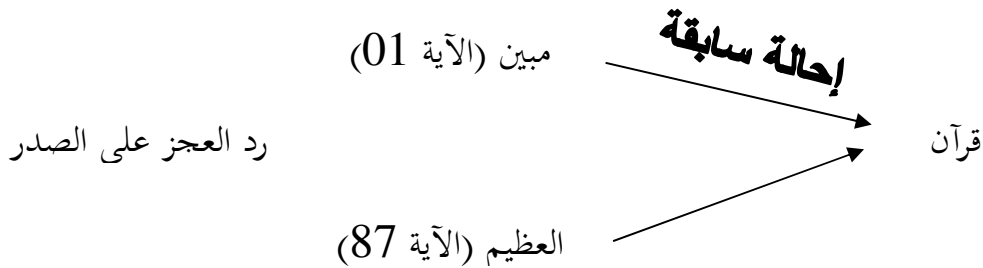 إحالة سابقة
مبين (الآية 01)
قرآن
رد العجز على الصدر
العظيم (الآية 87)